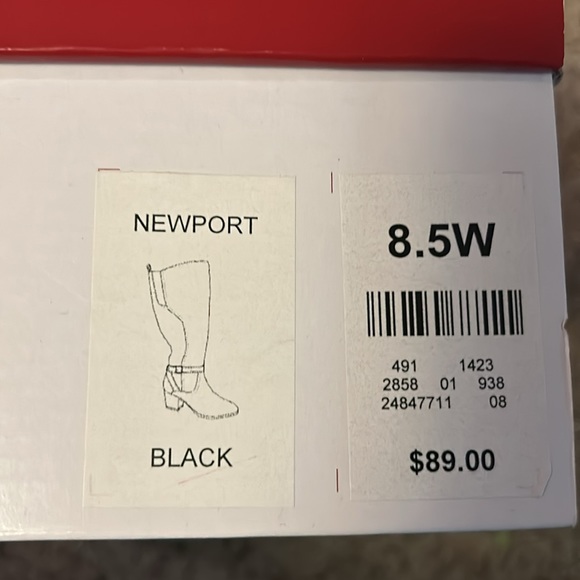 NEWPORT
BLACK
8.5W
491 1423
2858 01 938
24847711 08
$89.00